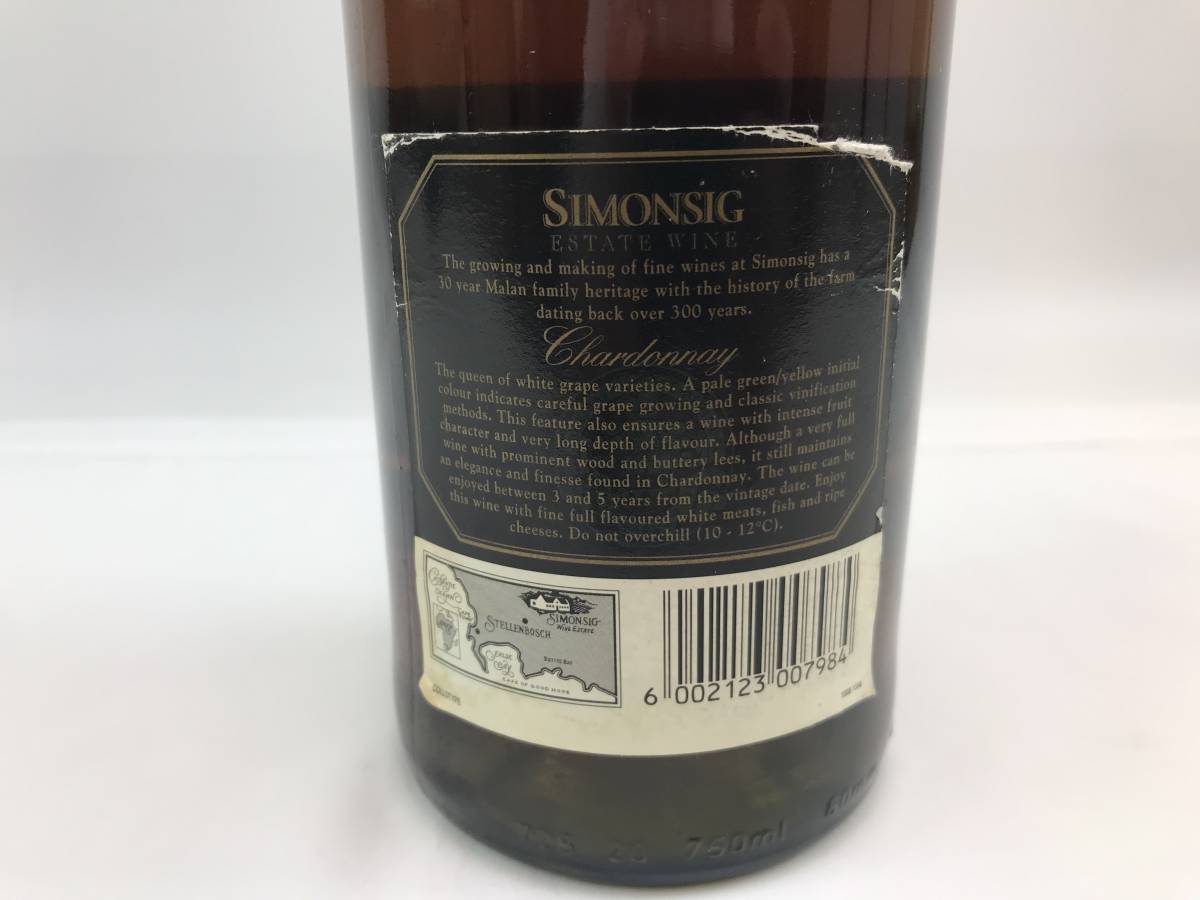 SIMONSIG
ESTATE WINE
The growing and making of fine wines at Simonsig has a
30 year Malan family heritage with the history of the farm
dating back over 300 years.
Chardonnay
The queen of white grape varieties. A pale green/yellow initial
colour indicates careful grape growing and classic vinification
methods. This feature also ensures a wine with intense fruit
character and very long depth of flavour. Although a very full
wine with prominent wood and buttery lees, it still maintains
an elegance and finesse found in Chardonnay. The wine can be
enjoyed between 3 and 5 years from the vintage date. Enjoy
this wine with fine full flavoured white meats, fish and ripe
cheeses. Do not overchill (10 - 12°C).
SIMONSIG
WINE ESTATE
STELLENBOSCH
FALSE
BAY
CAPE OF GOOD HOPE
6 002123 007984
COLLOTYPE
750ml